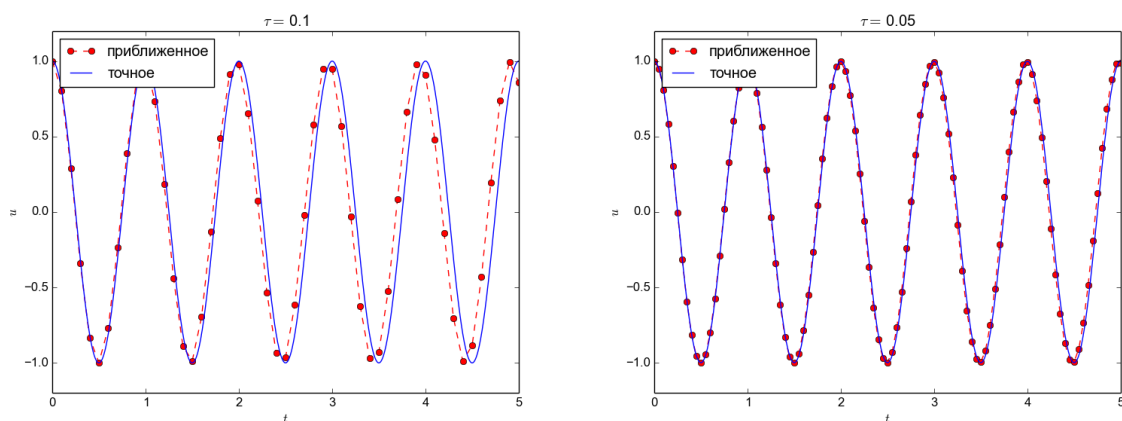 τ = 0.1
приближенное
точное
u
1.0
0.5
0.0
−0.5
−1.0
0 1 2 3 4 5
t
τ = 0.05
приближенное
точное
u
1.0
0.5
0.0
−0.5
−1.0
0 1 2 3 4 5
t